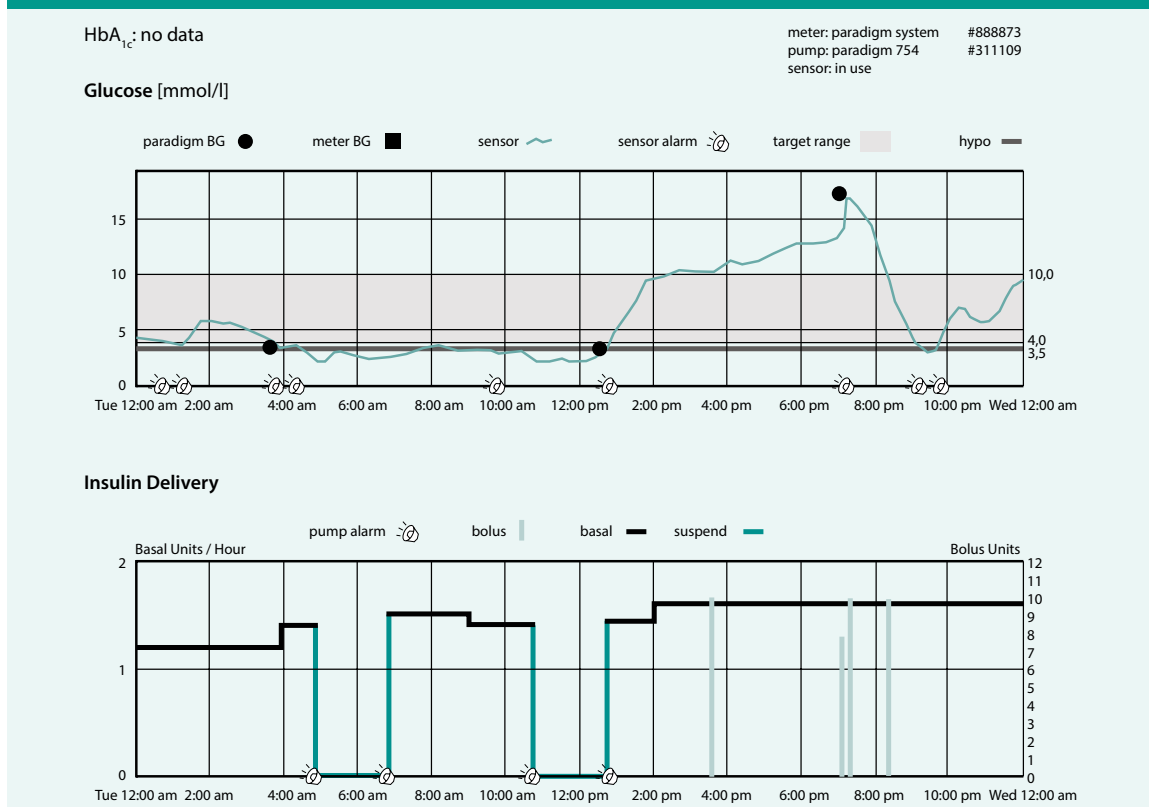 HbA1c: no data
meter: paradigm system #888873
pump: paradigm 754 #311109
sensor: in use
Glucose [mmol/l]
paradigm BG meter BG sensor sensor alarm target range hypo
15
10 10,0
5 4,0
3,5
0
Tue 12:00 am 2:00 am 4:00 am 6:00 am 8:00 am 10:00 am 12:00 pm 2:00 pm 4:00 pm 6:00 pm 8:00 pm 10:00 pm Wed 12:00 am
Insulin Delivery
pump alarm bolus basal suspend
Basal Units / Hour Bolus Units
2 12
11
10
9
8
7
1 6
5
4
3
2
1
0 0
Tue 12:00 am 2:00 am 4:00 am 6:00 am 8:00 am 10:00 am 12:00 pm 2:00 pm 4:00 pm 6:00 pm 8:00 pm 10:00 pm Wed 12:00 am